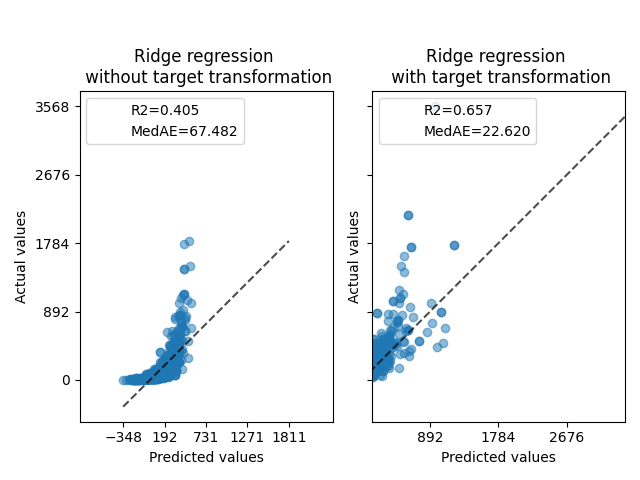 Ridge regression
without target transformation
Ridge regression
with target transformation
R2=0.405
MedAE=67.482
R2=0.657
MedAE=22.620
3568
2676
1784
892
0
Actual values
Actual values
−348 192 731 1271 1811
892 1784 2676
Predicted values
Predicted values